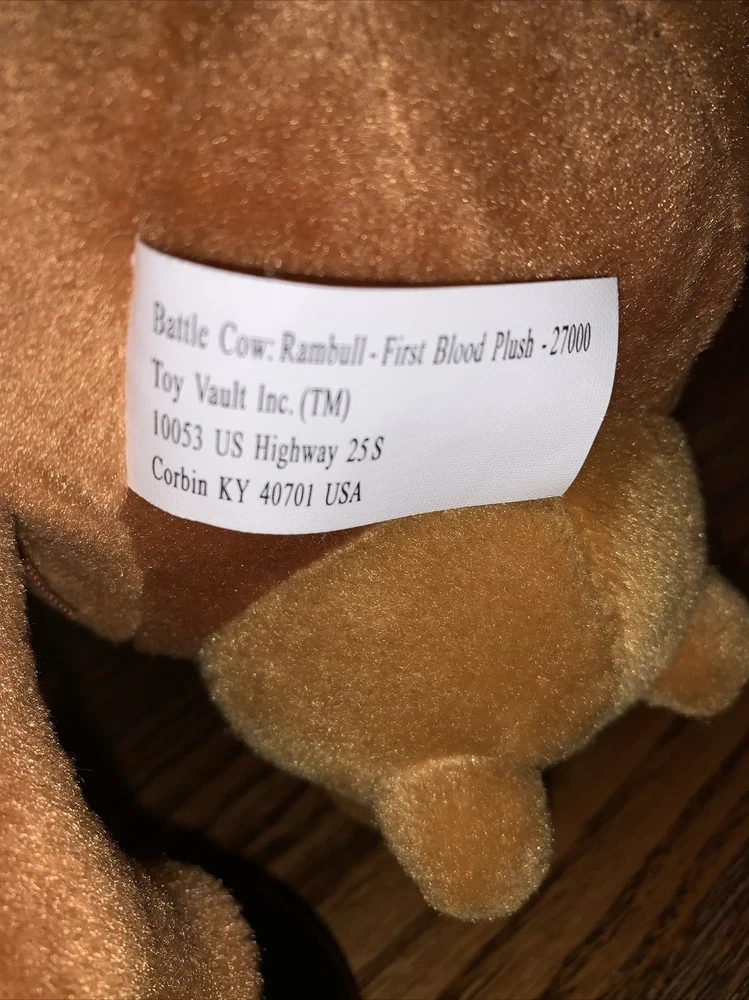 Battle Cow: Rambull - First Blood Plush - 27000
Toy Vault Inc. (TM)
10053 US Highway 25S
Corbin KY 40701 USA